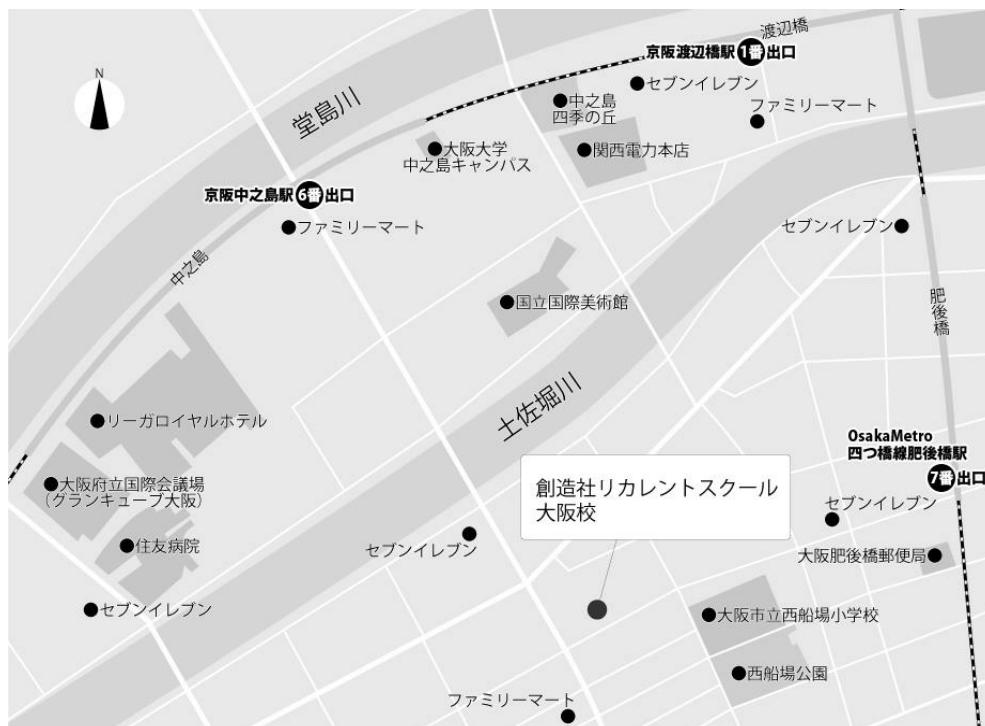 渡辺橋
京阪渡辺橋駅 1番 出口
セブンイレブン
中之島
四季の丘
ファミリーマート
N
堂島川
大阪大学
中之島キャンパス
関西電力本店
京阪中之島駅 6番 出口
ファミリーマート
セブンイレブン
中之島
国立国際美術館
肥後橋
土佐堀川
リーガロイヤルホテル
OsakaMetro
四つ橋線肥後橋駅
7番 出口
大阪府立国際会議場
(グランキューブ大阪)
創造社リカレントスクール
大阪校
セブンイレブン
住友病院
セブンイレブン
大阪肥後橋郵便局
セブンイレブン
大阪市立西船場小学校
西船場公園
ファミリーマート